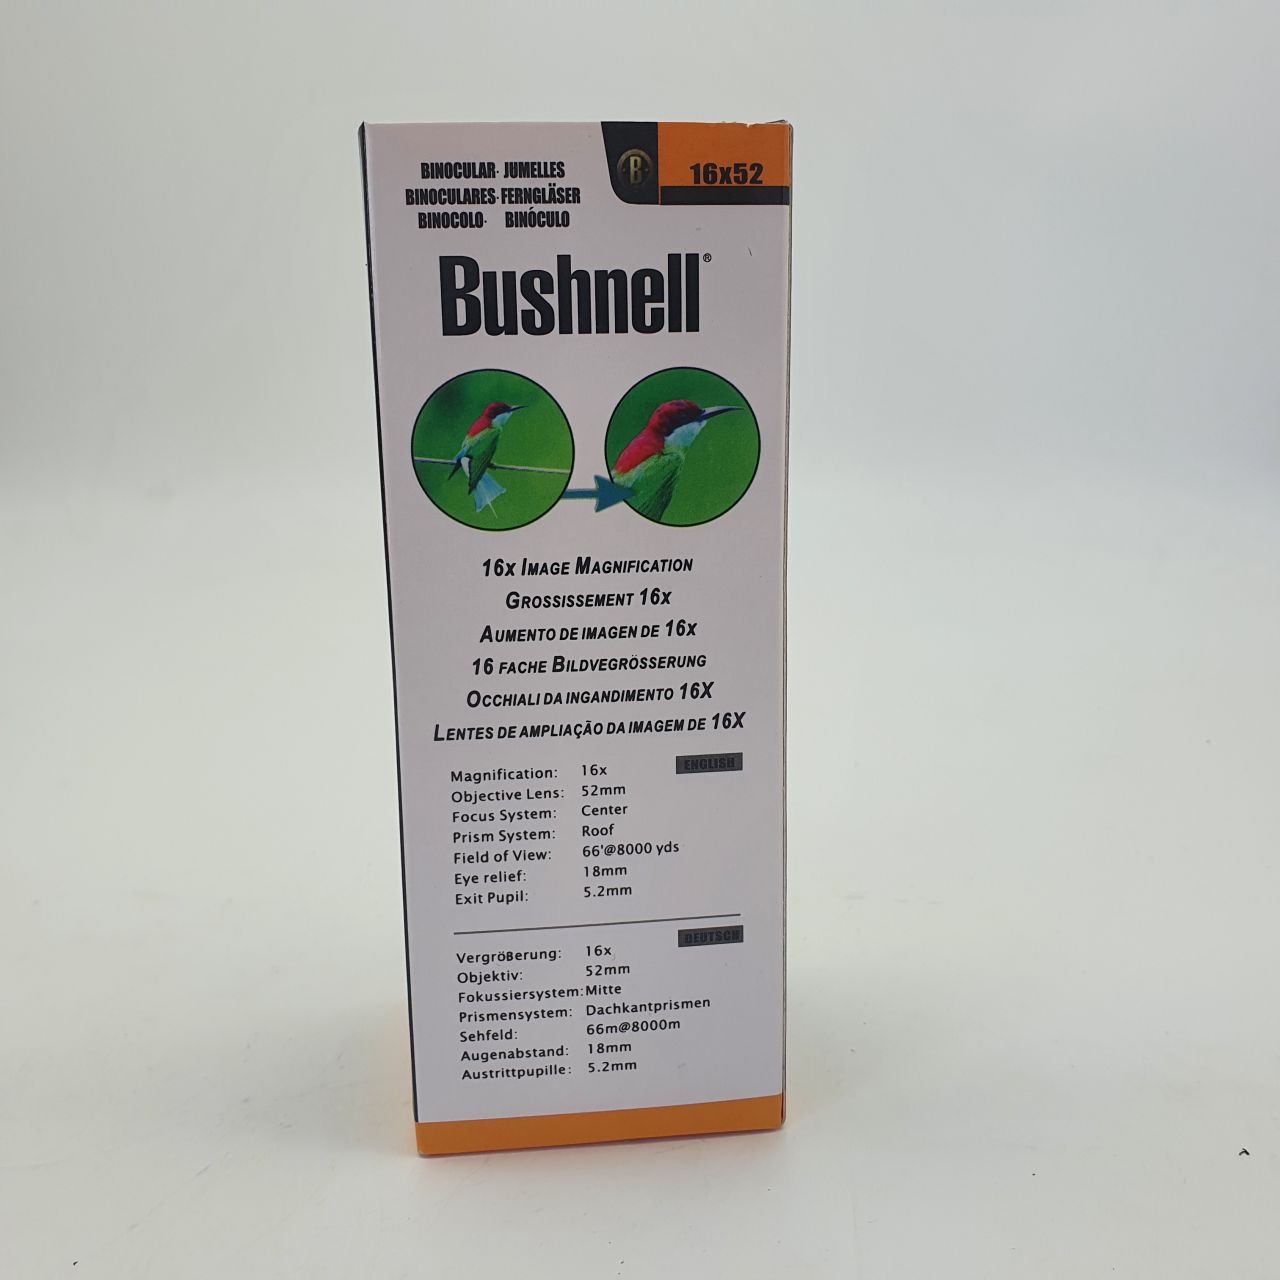 BINOCULAR· JUMELLES
BINOCULARES·FERNGLÄSER
BINOCOLO· BINÓCULO
B
16x52
Bushnell®
16x IMAGE MAGNIFICATION
GROSSISSEMENT 16x
AUMENTO DE IMAGEN DE 16x
16 FACHE BILDVEGRÖSSERUNG
OCCHIALI DA INGANDIMENTO 16X
LENTES DE AMPLIAÇÃO DA IMAGEM DE 16X
ENGLISH
Magnification: 16x
Objective Lens: 52mm
Focus System: Center
Prism System: Roof
Field of View: 66'@8000 yds
Eye relief: 18mm
Exit Pupil: 5.2mm
DEUTSCH
Vergrößerung: 16x
Objektiv: 52mm
Fokussiersystem: Mitte
Prismensystem: Dachkantprismen
Sehfeld: 66m@8000m
Augenabstand: 18mm
Austrittpupille: 5.2mm